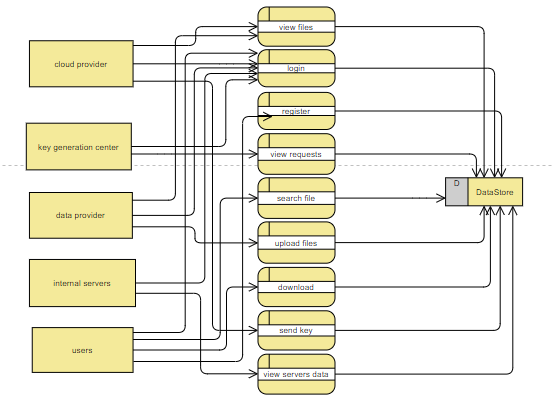 view files
cloud provider
login
register
key generation center
view requests
D
DataStore
search file
data provider
upload files
internal servers
download
send key
users
view servers data